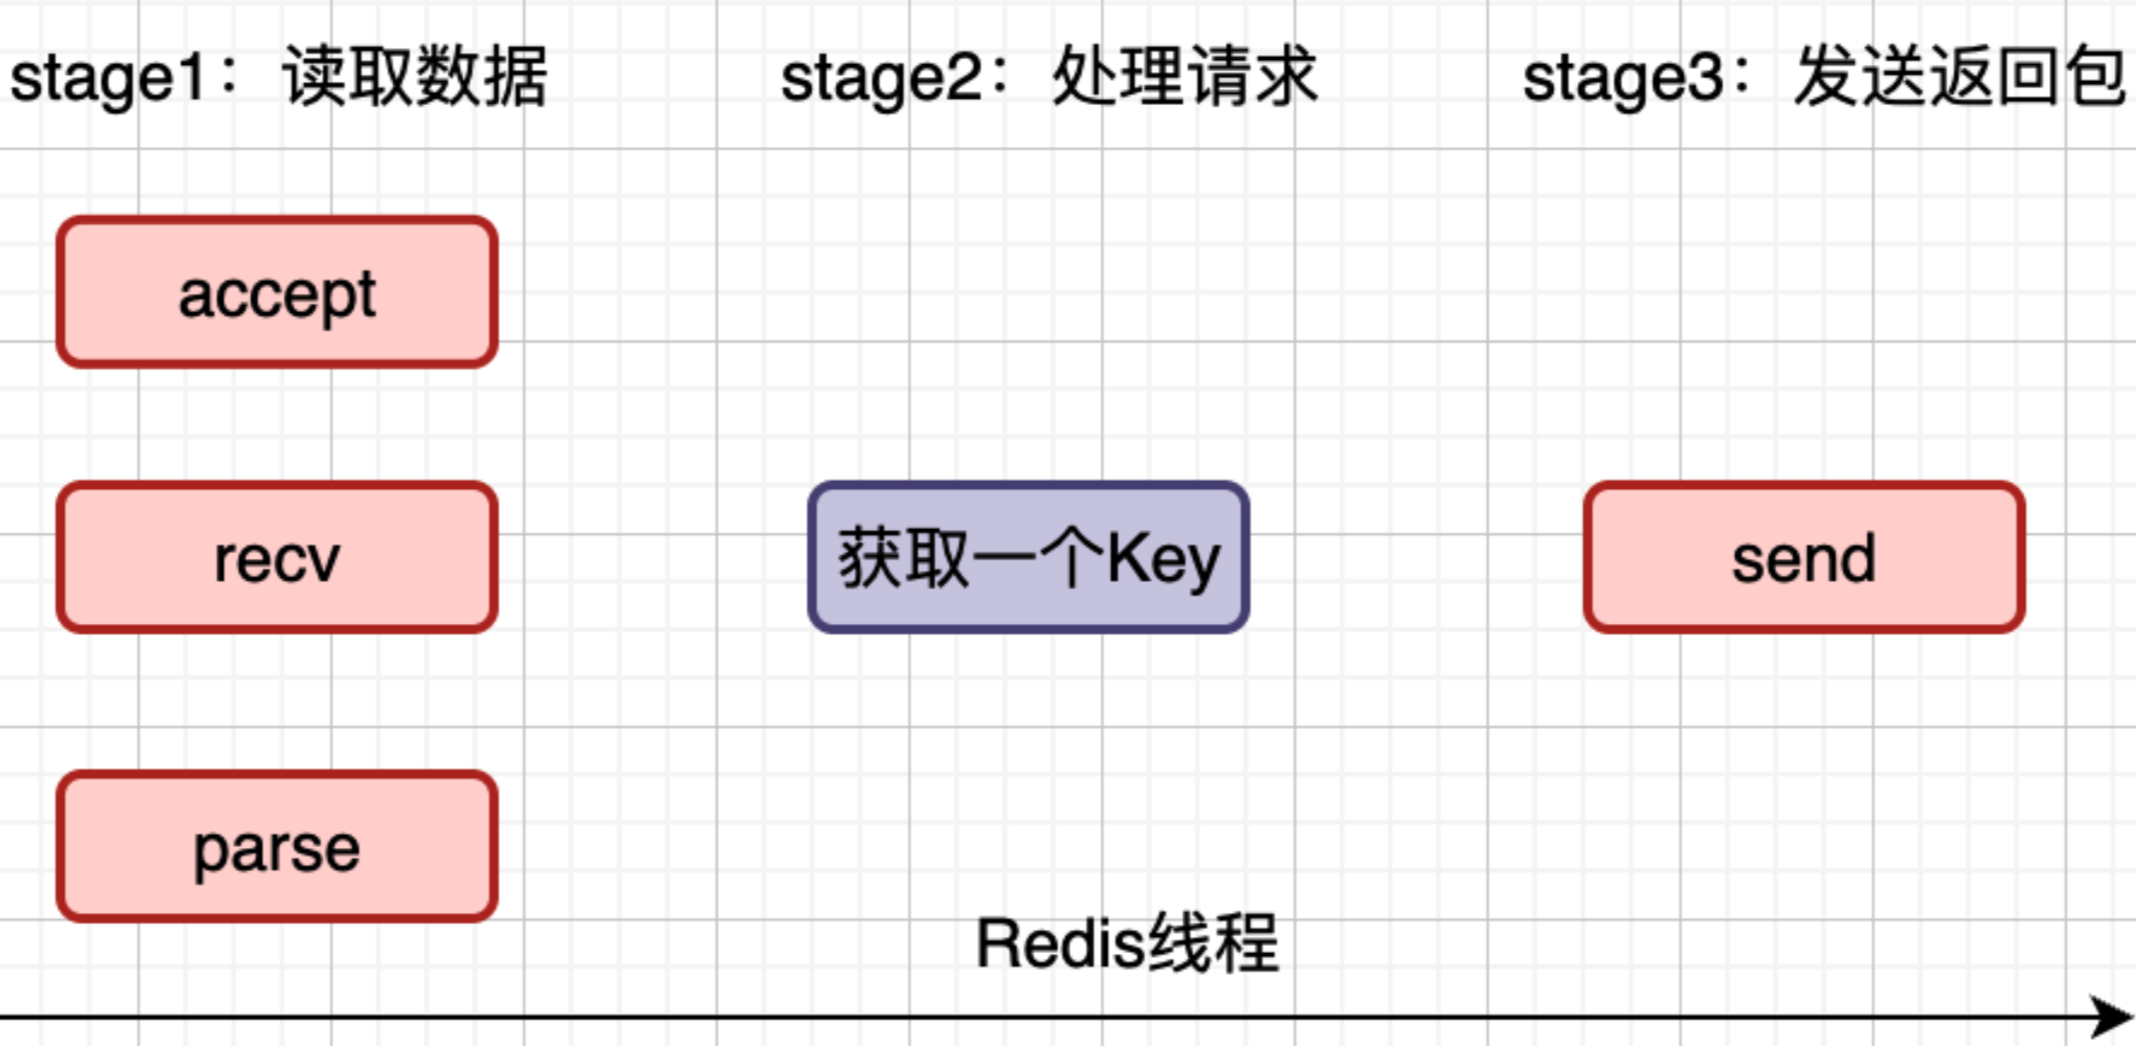 stage1：读取数据
stage2：处理请求
stage3：发送返回包
accept
recv
获取一个Key
send
parse
Redis线程